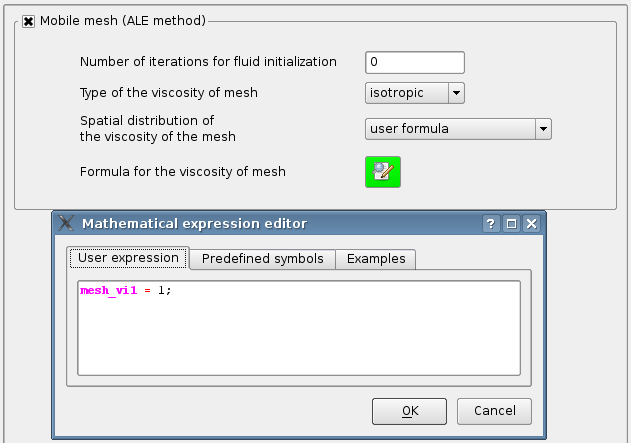 Mobile mesh (ALE method)
Number of iterations for fluid initialization
0
Type of the viscosity of mesh
isotropic
Spatial distribution of
the viscosity of the mesh
user formula
Formula for the viscosity of mesh
Mathematical expression editor
User expression
Predefined symbols
Examples
mesh_vi1 = 1;
OK
Cancel